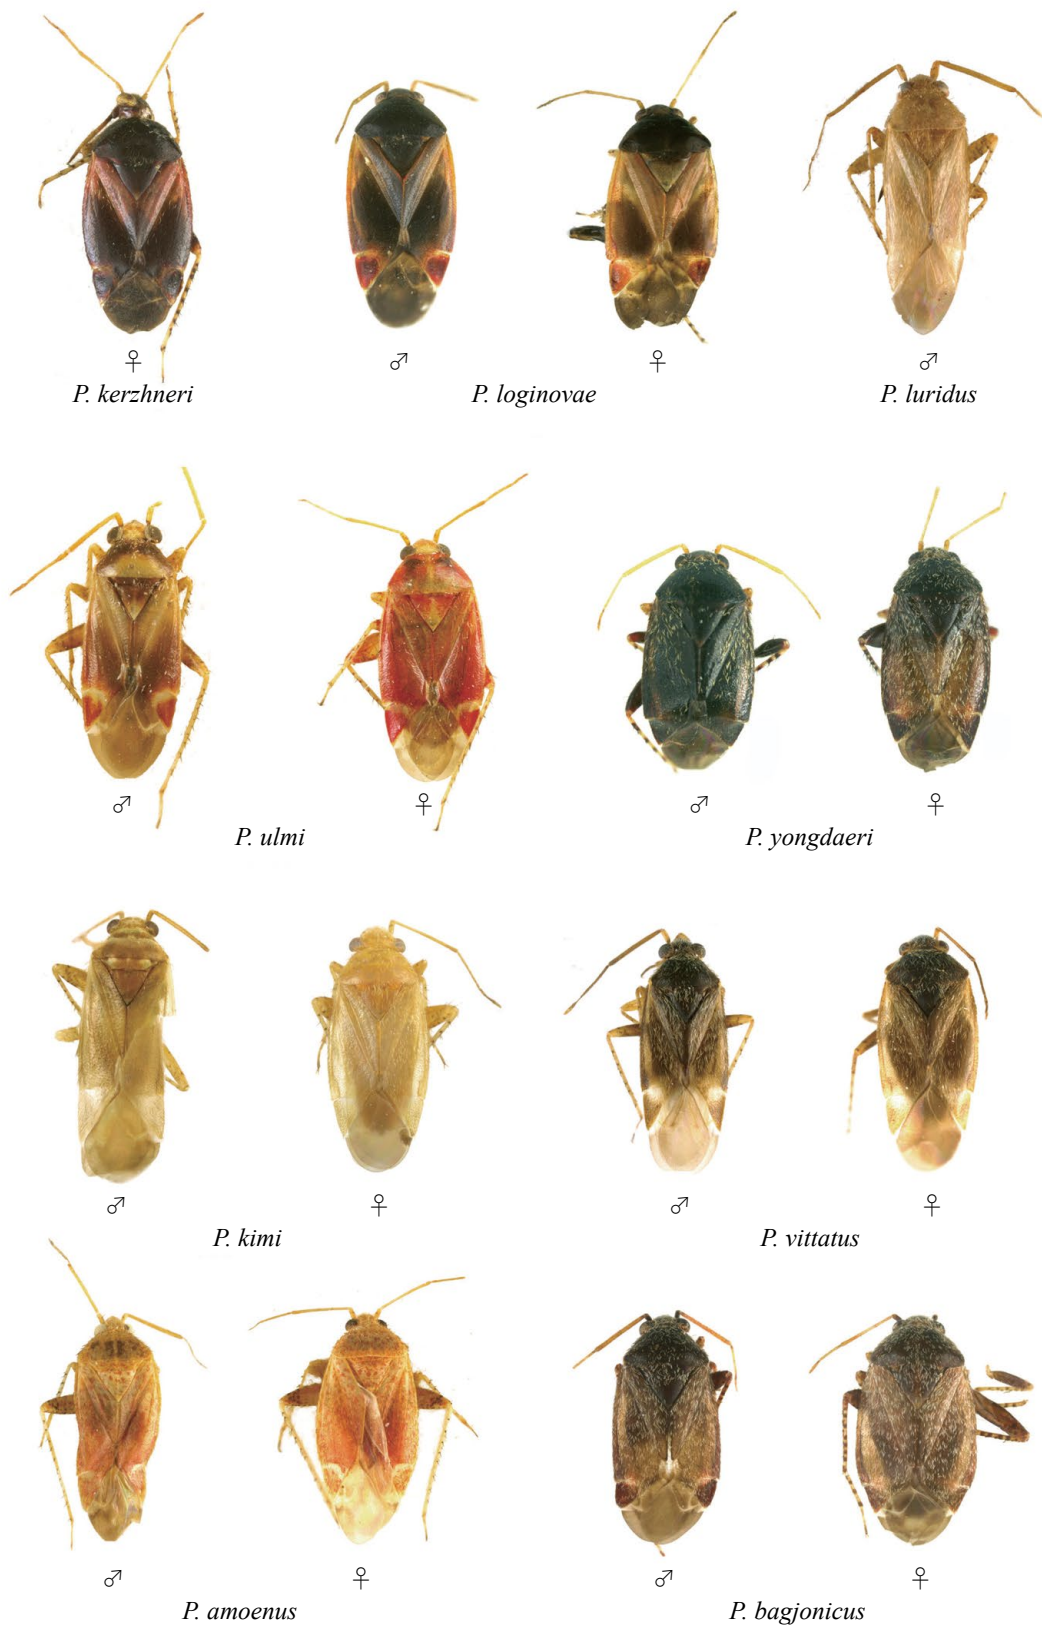 ♀ ♂ ♀ ♂
P. kerzhneri P. loginovae P. luridus
♂ ♀ ♂ ♀
P. ulmi P. yongdaeri
♂ ♀ ♂ ♀
P. kimi P. vittatus
♂ ♀ ♂ ♀
P. amoenus P. bagjonicus